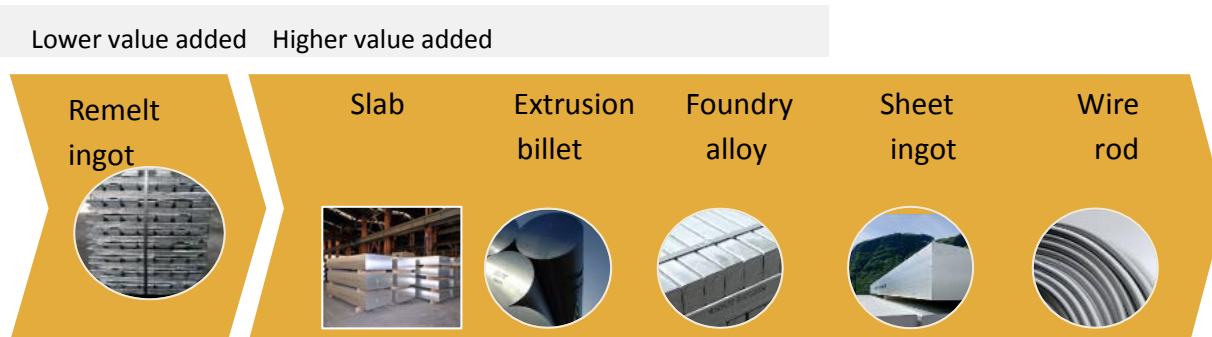 Lower value added
Higher value added
Remelt
ingot
Slab
Extrusion
billet
Foundry
alloy
Sheet
ingot
Wire
rod